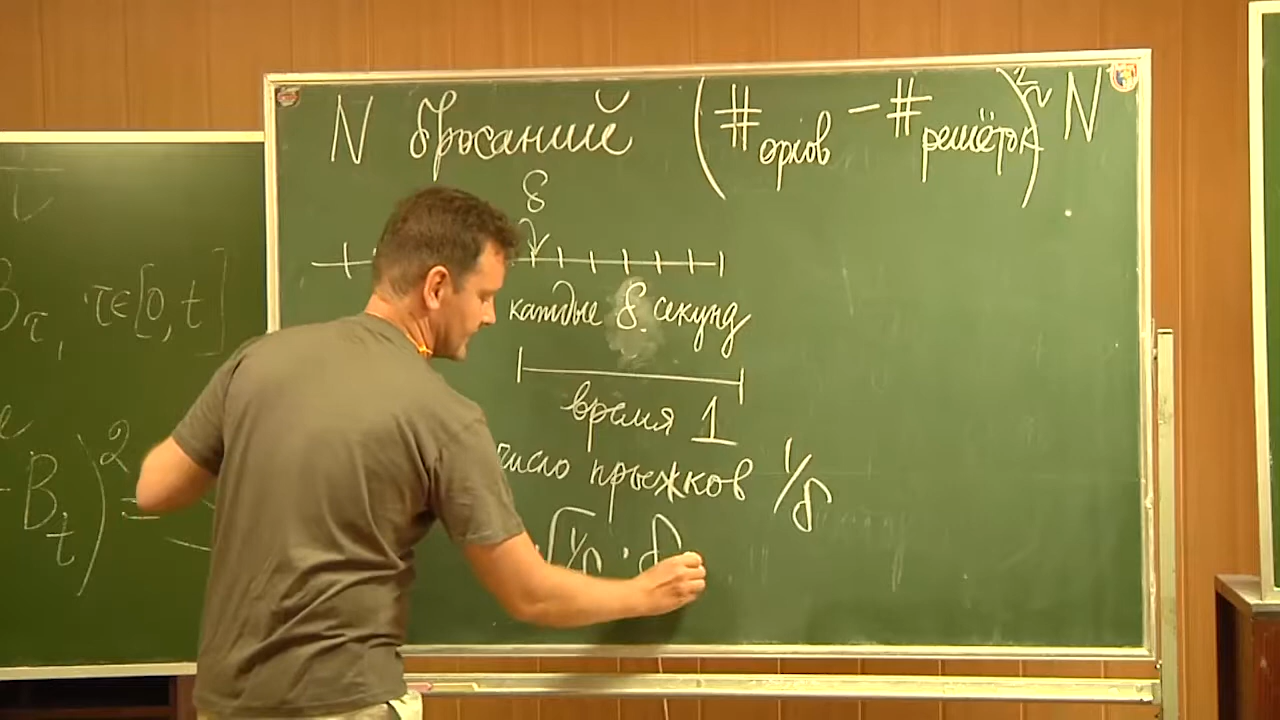 N бросаний (#орлов − #решёток)² ~ N
δ
каждые δ секунд
время 1
число прыжков 1/δ
√1/δ · δ
B_τ, τ∈[0,t]
B_t)² =